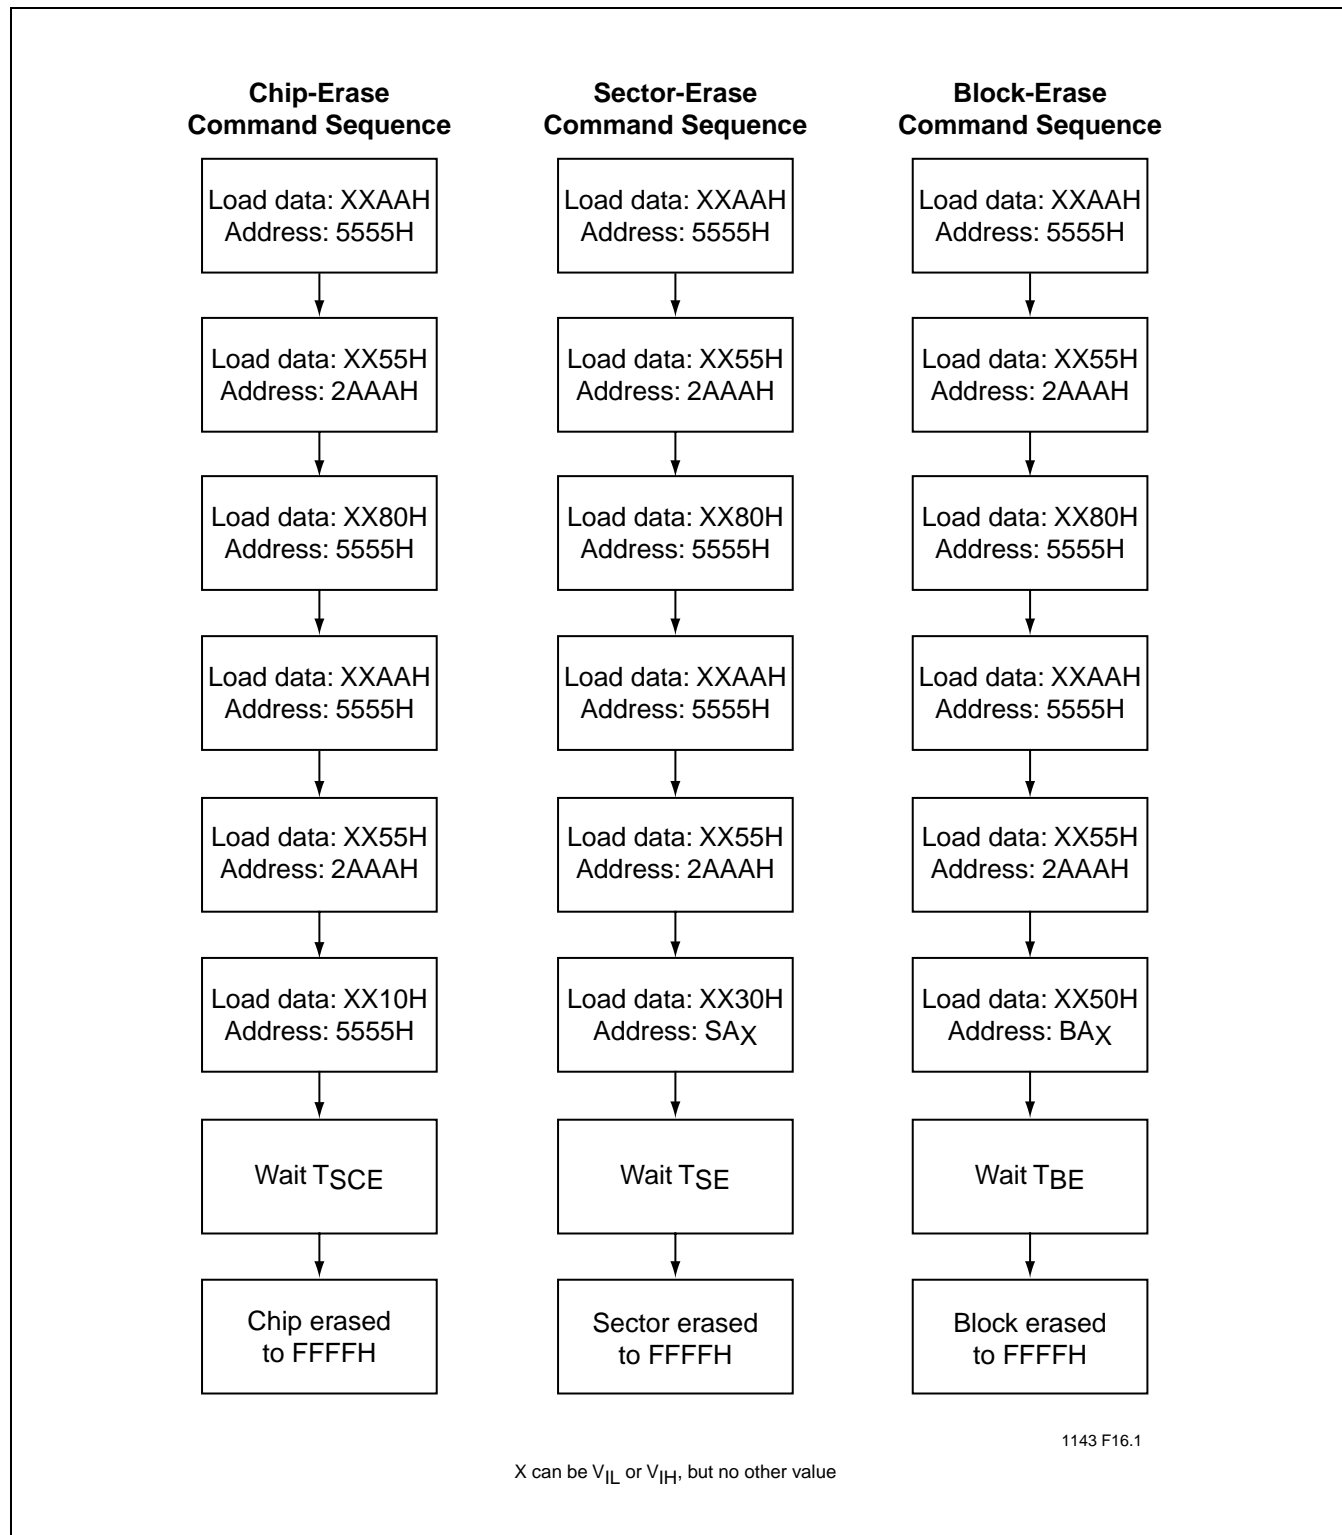 Chip-Erase
Command Sequence
Load data: XXAAH
Address: 5555H
Load data: XX55H
Address: 2AAAH
Load data: XX80H
Address: 5555H
Load data: XXAAH
Address: 5555H
Load data: XX55H
Address: 2AAAH
Load data: XX10H
Address: 5555H
Wait TSCE
Chip erased
to FFFFH
Sector-Erase
Command Sequence
Load data: XXAAH
Address: 5555H
Load data: XX55H
Address: 2AAAH
Load data: XX80H
Address: 5555H
Load data: XXAAH
Address: 5555H
Load data: XX55H
Address: 2AAAH
Load data: XX30H
Address: SAX
Wait TSE
Sector erased
to FFFFH
Block-Erase
Command Sequence
Load data: XXAAH
Address: 5555H
Load data: XX55H
Address: 2AAAH
Load data: XX80H
Address: 5555H
Load data: XXAAH
Address: 5555H
Load data: XX55H
Address: 2AAAH
Load data: XX50H
Address: BAX
Wait TBE
Block erased
to FFFFH
1143 F16.1
X can be VIL or VIH, but no other value